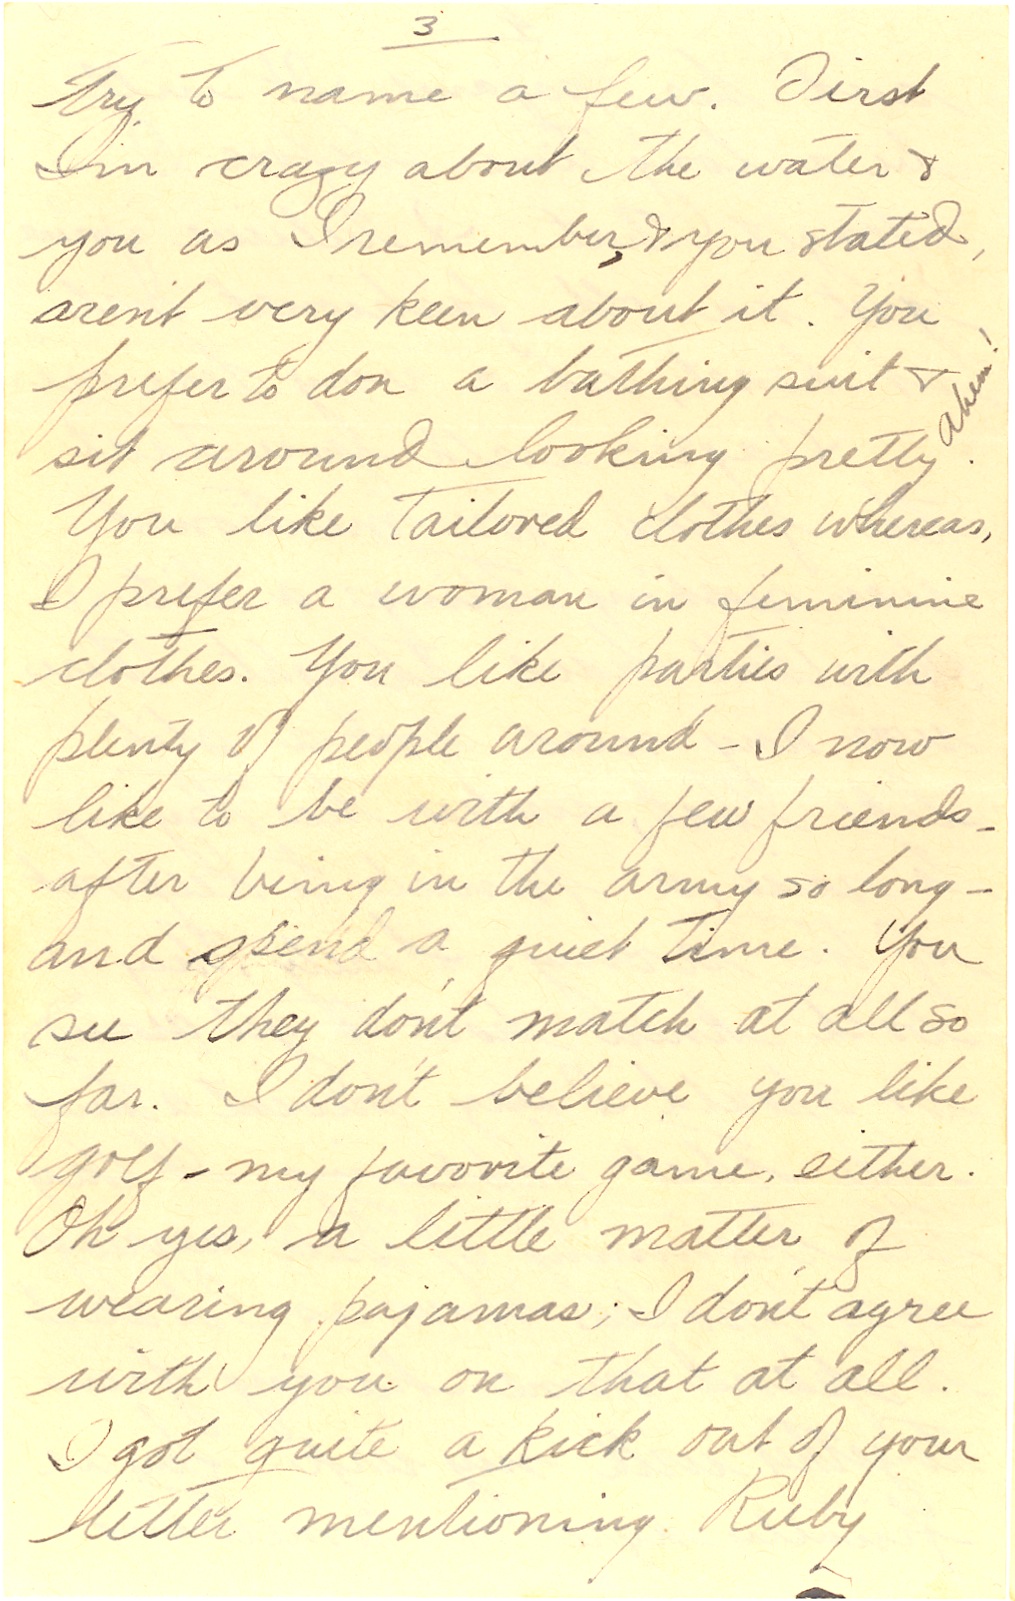 3
try to name a few. First
I'm crazy about the water &
you as I remember, & you stated,
aren't very keen about it. You
prefer to don a bathing suit &
sit around looking pretty ahem!.
You like tailored clothes whereas,
I prefer a woman in feminine
clothes. You like parties with
plenty of people around - I now
like to be with a few friends -
after being in the army so long -
and spend a quiet time. You
see they don't match at all so
far. I don't believe you like
golf - my favorite game, either.
Oh yes, a little matter of
wearing pajamas; I don't agree
with you on that at all.
I got quite a kick out of your
letter mentioning Ruby